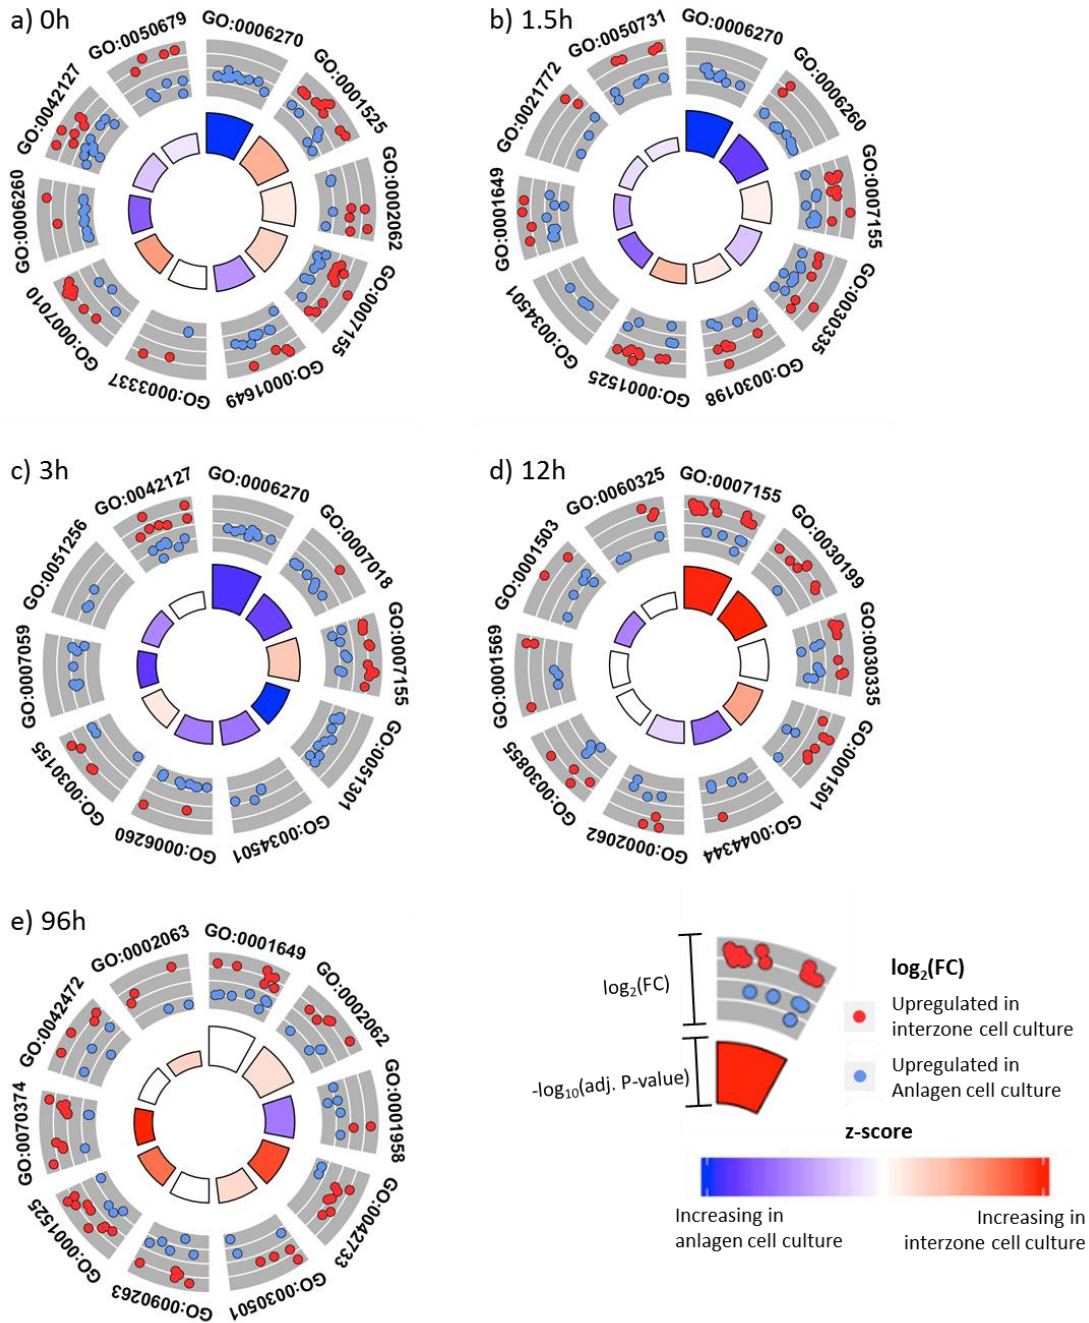 a) 0h
GO:0050679
GO:0006270
GO:0001525
GO:0002062
GO:0007155
GO:0001649
GO:0003337
GO:0007010
GO:0006260
GO:0042127
b) 1.5h
GO:0050731
GO:0006270
GO:0006260
GO:0007155
GO:0030335
GO:0030198
GO:0001525
GO:0034501
GO:0001649
GO:0021772
c) 3h
GO:0042127
GO:0006270
GO:0007018
GO:0007155
GO:0051301
GO:0034501
GO:0006260
GO:0030155
GO:0007059
GO:0051256
d) 12h
GO:0060325
GO:0007155
GO:0030199
GO:0030335
GO:0001501
GO:0044344
GO:0002062
GO:0030855
GO:0001569
GO:0001503
e) 96h
GO:0002063
GO:0001649
GO:0002062
GO:0001958
GO:0042733
GO:0030501
GO:0090263
GO:0001525
GO:0070374
GO:0042472
log2(FC)
-log10(adj. P-value)
log2(FC)
Upregulated in
interzone cell culture
Upregulated in
Anlagen cell culture
z-score
Increasing in
anlagen cell culture
Increasing in
interzone cell culture